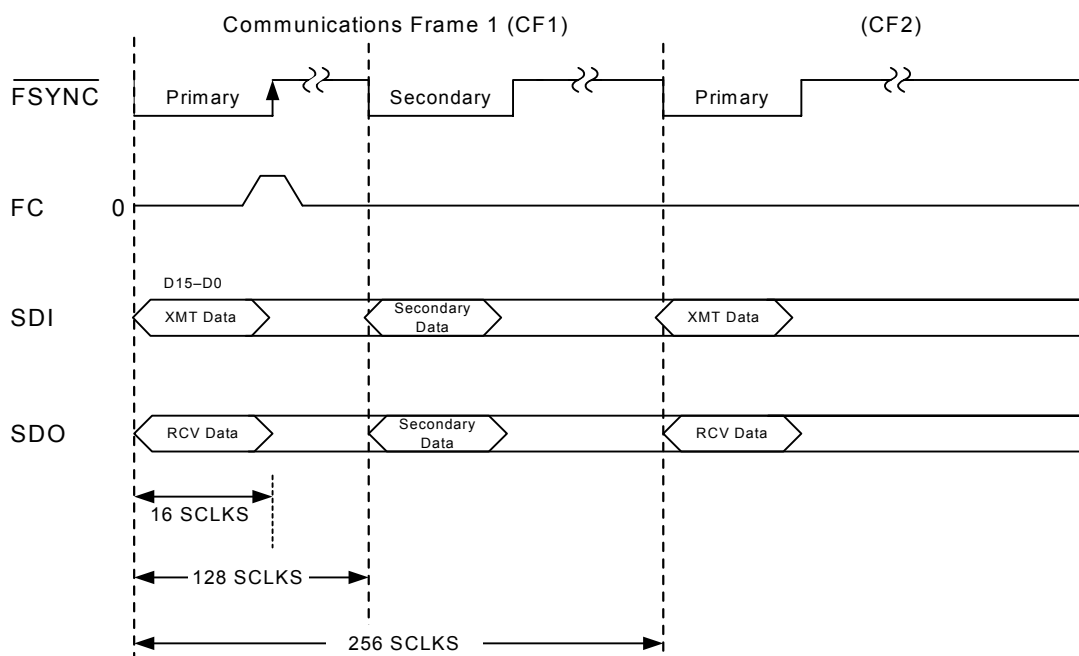 Communications Frame 1 (CF1)
(CF2)
FSYNC
Primary
Secondary
Primary
FC
0
D15–D0
SDI
XMT Data
Secondary
Data
XMT Data
SDO
RCV Data
Secondary
Data
RCV Data
16 SCLKS
128 SCLKS
256 SCLKS